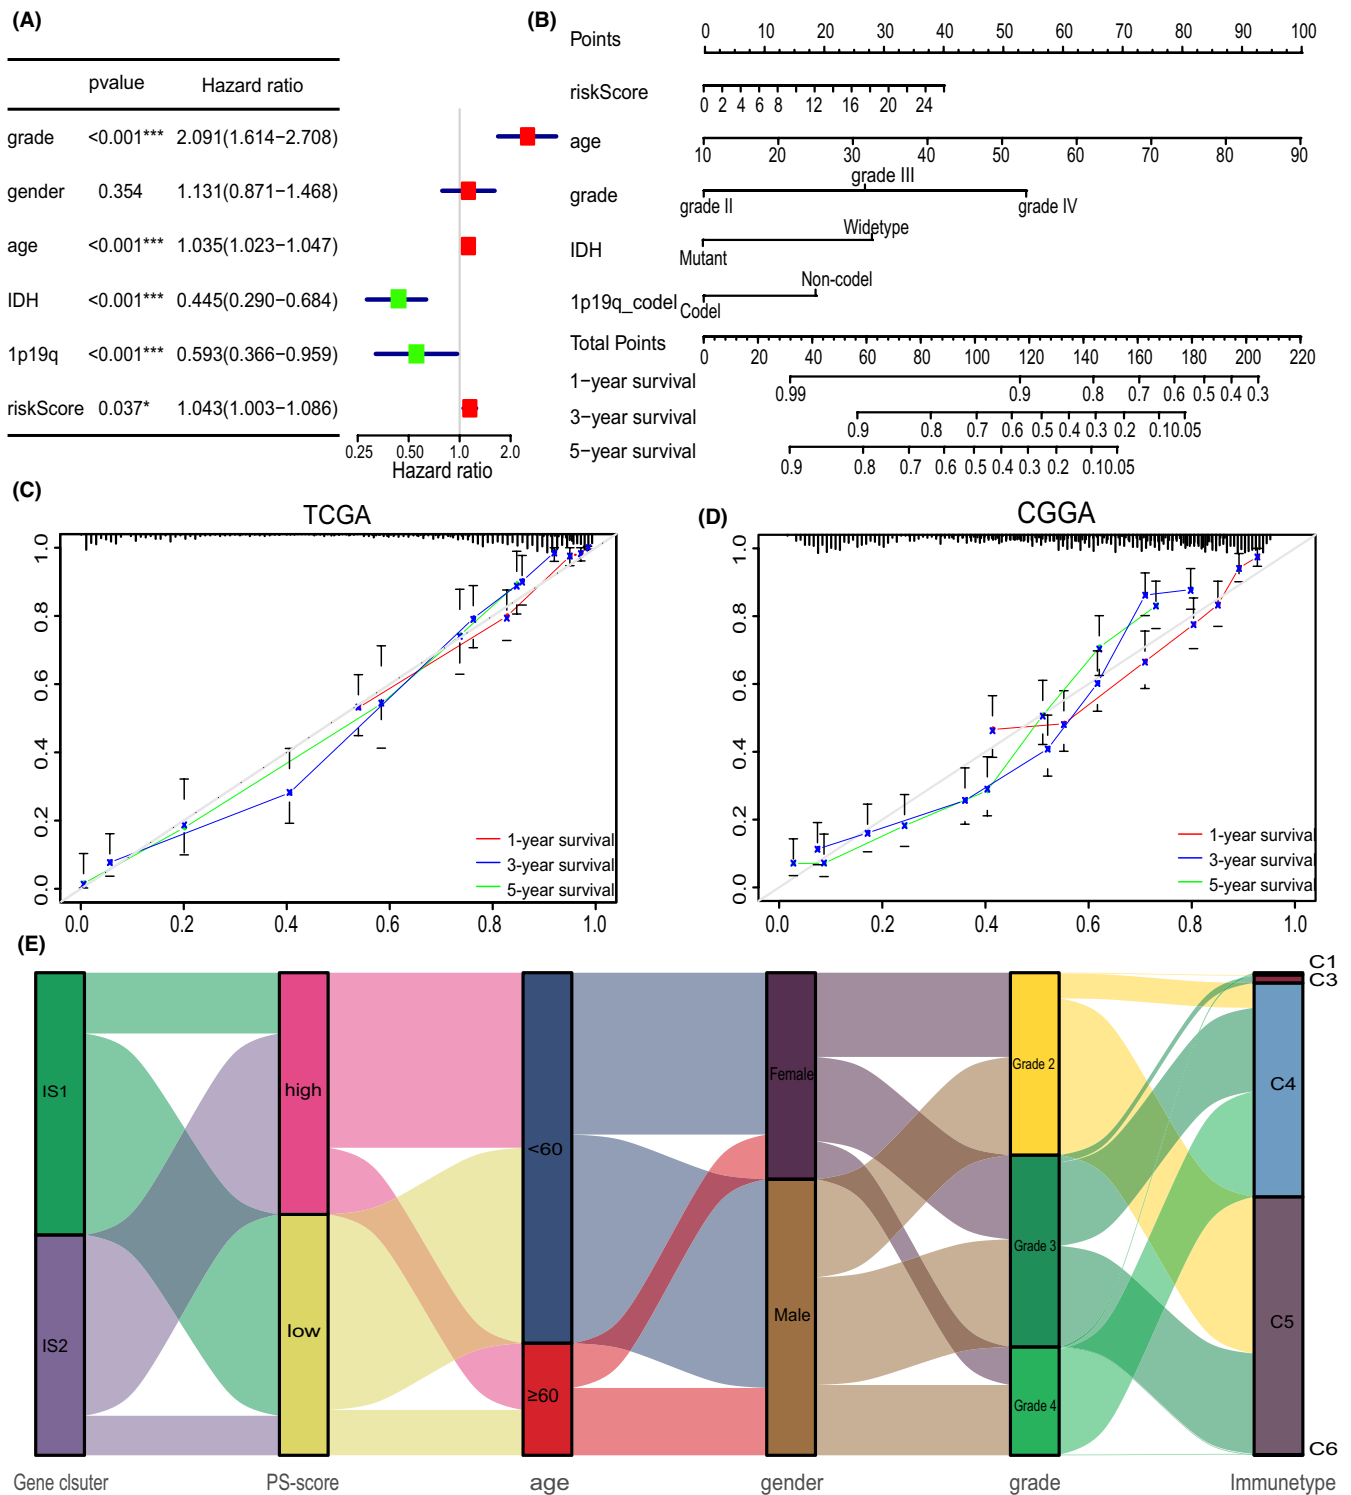 (A)
pvalue Hazard ratio
grade <0.001*** 2.091(1.614−2.708)
gender 0.354 1.131(0.871−1.468)
age <0.001*** 1.035(1.023−1.047)
IDH <0.001*** 0.445(0.290−0.684)
1p19q <0.001*** 0.593(0.366−0.959)
riskScore 0.037* 1.043(1.003−1.086)
0.25 0.50 1.0 2.0
Hazard ratio
(B)
Points 0 10 20 30 40 50 60 70 80 90 100
riskScore
0 2 4 6 8 12 16 20 24
age
10 20 30 40 50 60 70 80 90
grade III
grade
grade II grade IV
Widetype
IDH
Mutant
Non-codel
1p19q_codel
Codel
Total Points
0 20 40 60 80 100 120 140 160 180 200 220
1−year survival
0.99 0.9 0.8 0.7 0.6 0.5 0.4 0.3
3−year survival
0.9 0.8 0.7 0.6 0.5 0.4 0.3 0.2 0.10.05
5−year survival
0.9 0.8 0.7 0.6 0.5 0.4 0.3 0.2 0.10.05
(C)
TCGA
1.0
0.8
0.6
0.4
0.2
0.0
1-year survival
3-year survival
5-year survival
0.0 0.2 0.4 0.6 0.8 1.0
(D)
CGGA
1.0
0.8
0.6
0.4
0.2
0.0
1-year survival
3-year survival
5-year survival
0.0 0.2 0.4 0.6 0.8 1.0
(E)
IS1
IS2
high
low
<60
≥60
Female
Male
Grade 2
Grade 3
Grade 4
C1
C3
C4
C5
C6
Gene clsuter PS-score age gender grade Immunetype